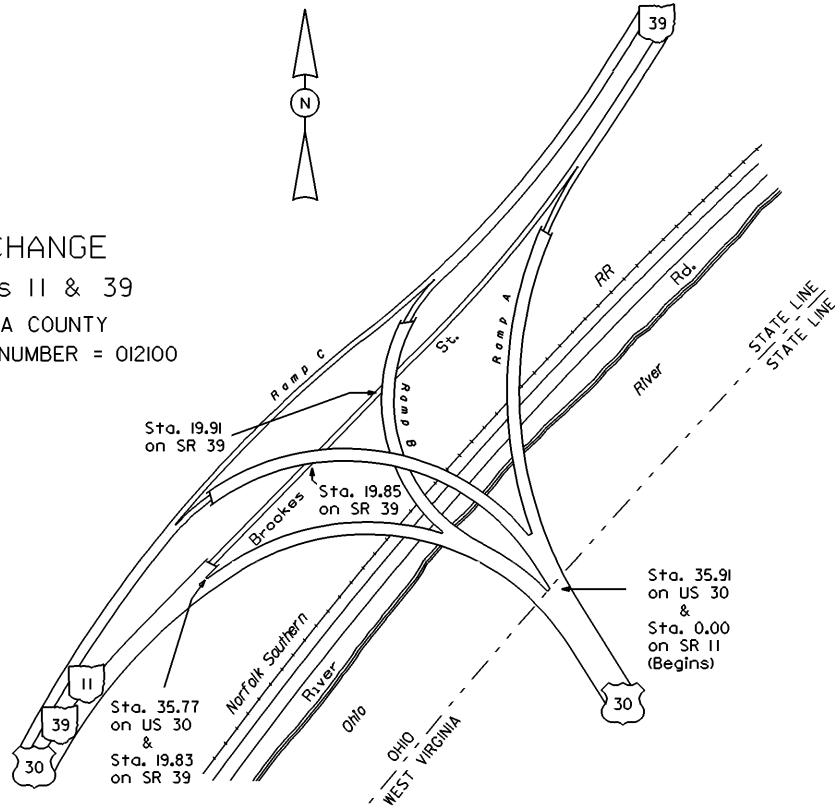 39
N
CHANGE
s 11 & 39
A COUNTY
NUMBER = 012100
Ramp C
Ramp B
Ramp A
St.
RR
Rd.
River
STATE LINE
STATE LINE
Sta. 19.91
on SR 39
Sta. 19.85
on SR 39
Brookes
Sta. 35.91
on US 30
&
Sta. 0.00
on SR 11
(Begins)
Norfolk Southern
River
Ohio
OHIO
WEST VIRGINIA
11
39
30
Sta. 35.77
on US 30
&
Sta. 19.83
on SR 39
30